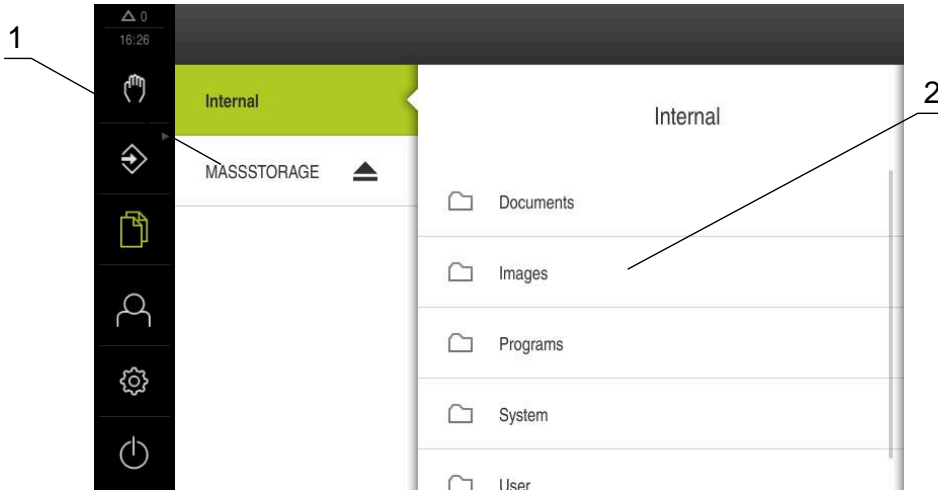 1
0
16:26
Internal
MASSSTORAGE
Internal
2
Documents
Images
Programs
System
User